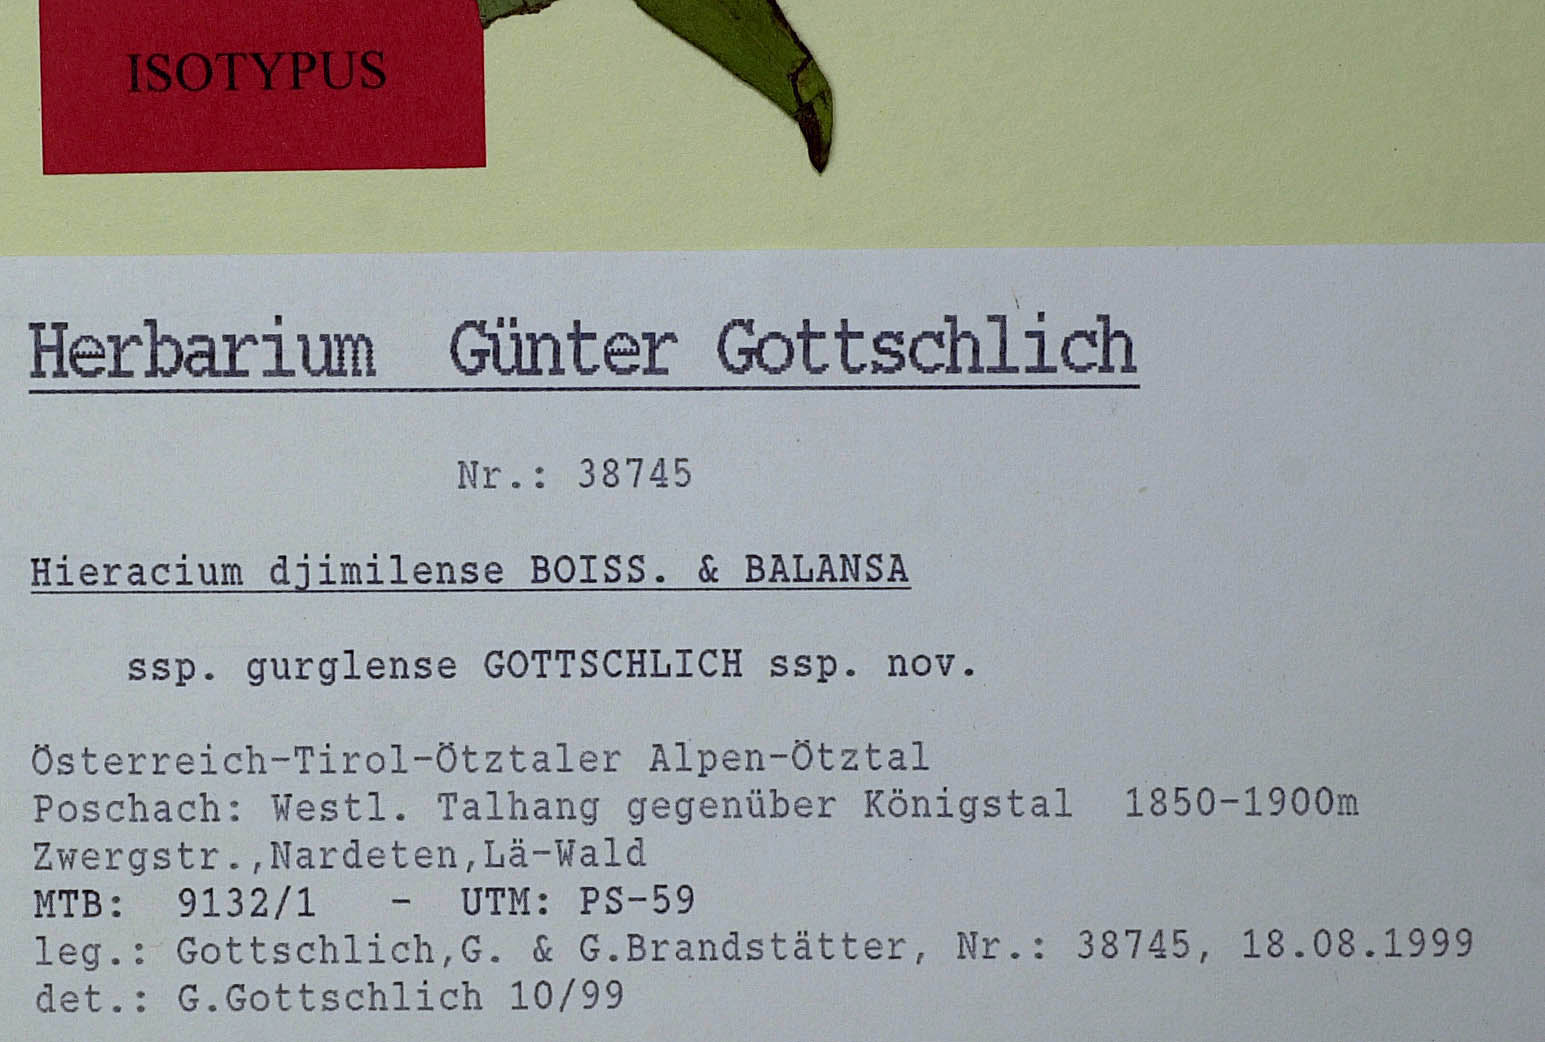 ISOTYPUS
Herbarium Günter Gottschlich
Nr.: 38745
Hieracium djimilense BOISS. & BALANSA
ssp. gurglense GOTTSCHLICH ssp. nov.
Österreich-Tirol-Ötztaler Alpen-Ötztal
Poschach: Westl. Talhang gegenüber Königstal 1850-1900m
Zwergstr.,Nardeten,Lä-Wald
MTB: 9132/1 - UTM: PS-59
leg.: Gottschlich,G. & G.Brandstätter, Nr.: 38745, 18.08.1999
det.: G.Gottschlich 10/99